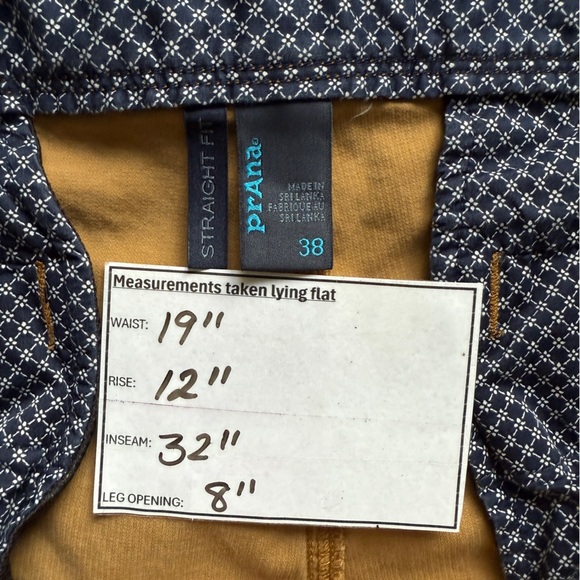 STRAIGHT FIT
prAna®
MADE IN
SRI LANKA
FABRIQUE AU
SRI LANKA
38
Measurements taken lying flat
WAIST: 19"
RISE: 12"
INSEAM: 32"
LEG OPENING: 8"